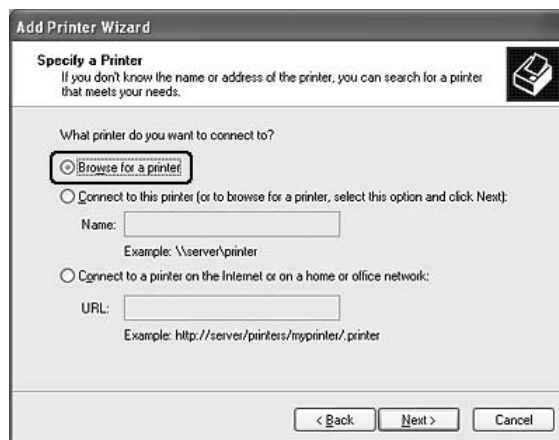 Add Printer Wizard
Specify a Printer
If you don't know the name or address of the printer, you can search for a printer
that meets your needs.
What printer do you want to connect to?
Browse for a printer
Connect to this printer (or to browse for a printer, select this option and click Next):
Name:
Example: \\server\printer
Connect to a printer on the Internet or on a home or office network:
URL:
Example: http://server/printers/myprinter/.printer
< Back Next > Cancel